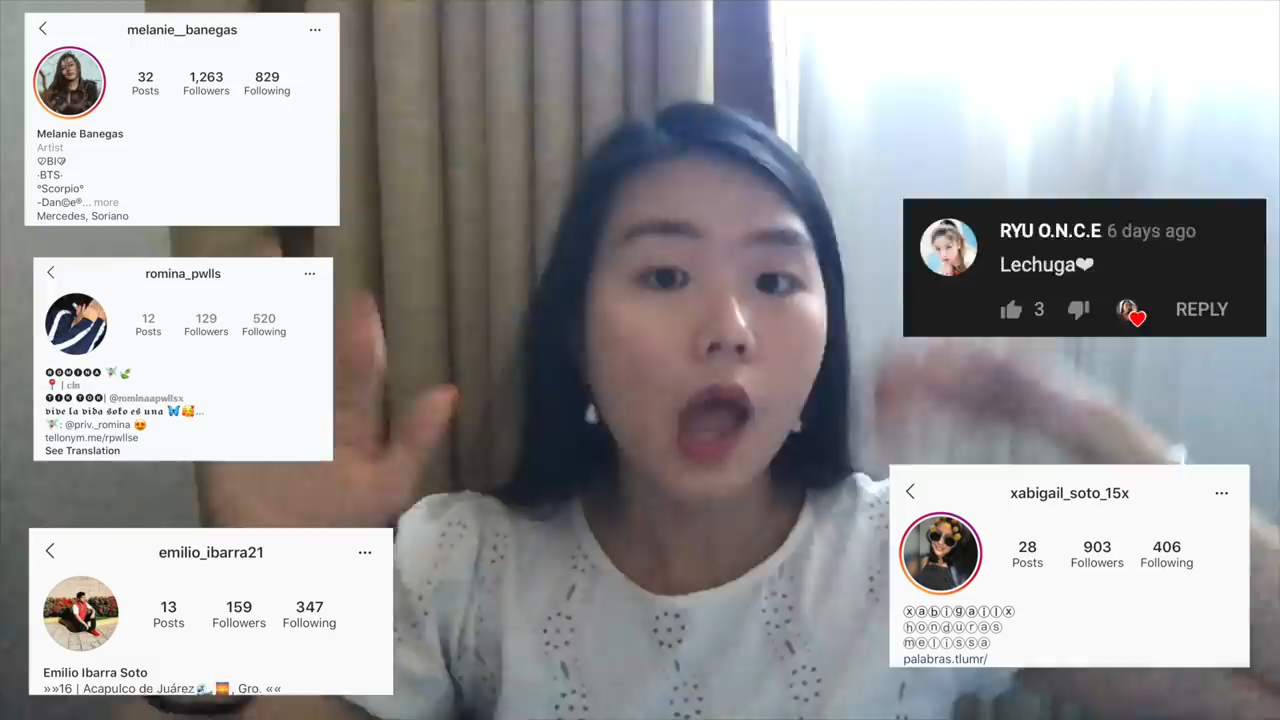 melanie__banegas
32 1,263 829
Posts Followers Following
Melanie Banegas
Artist
♡BI♡
·BTS·
°Scorpio°
-Dan©e®... more
Mercedes, Soriano
romina_pwlls
12 129 520
Posts Followers Following
🅡🅞🅜🅘🅝🅐 🧚🏻🌿
📍 | 𝕔𝕝𝕟
🅣🅘🅚 🅣🅞🅚| @𝕣𝕠𝕞𝕚𝕟𝕒𝕒𝕡𝕨𝕝𝕝𝕤𝕩
𝖛𝖎𝖛𝖊 𝖑𝖆 𝖛𝖎𝖉𝖆 𝖘𝖔𝖑𝖔 𝖊𝖘 𝖚𝖓𝖆 🦋🥰...
🧚🏻: @priv._romina 😍
tellonym.me/rpwllse
See Translation
emilio_ibarra21
13 159 347
Posts Followers Following
Emilio Ibarra Soto
»»16 | Acapulco de Juárez🌊,🌅, Gro. ««
RYU O.N.C.E 6 days ago
Lechuga❤
3 REPLY
xabigail_soto_15x
28 903 406
Posts Followers Following
ⓧⓐⓑⓘⓖⓐⓘⓛⓧ
ⓗⓞⓝⓓⓤⓡⓐⓢ
ⓜⓔⓛⓘⓢⓢⓐ
palabras.tlumr/